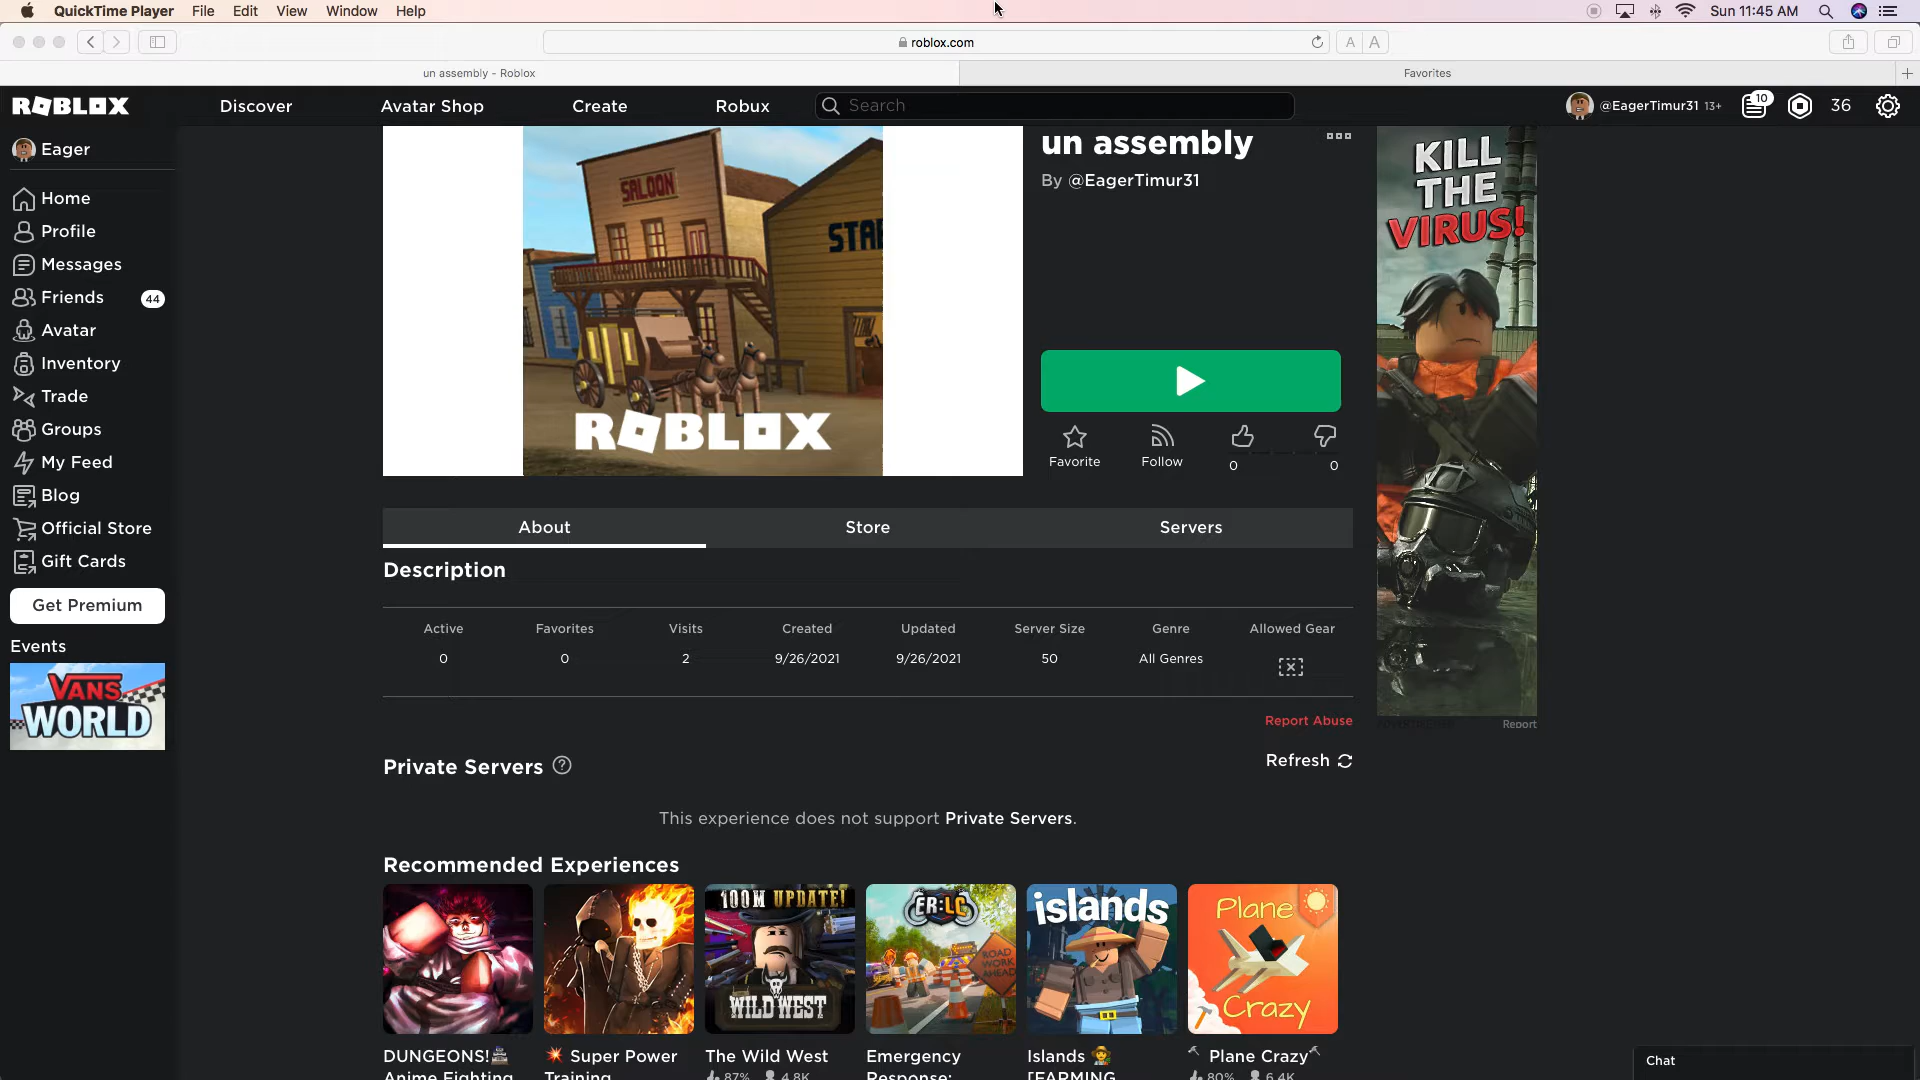 QuickTime Player File Edit View Window Help Sun 11:45 AM
roblox.com A A
un assembly - Roblox Favorites
ROBLOX Discover Avatar Shop Create Robux Search @EagerTimur31 13+ 10 36
Eager
Home
Profile
Messages
Friends 44
Avatar
Inventory
Trade
Groups
My Feed
Blog
Official Store
Gift Cards
Get Premium
Events
VANS
WORLD
SALOON
ROBLOX
un assembly
By @EagerTimur31
Favorite Follow 0 0
KILL
THE
VIRUS!
Report
About Store Servers
Description
Active Favorites Visits Created Updated Server Size Genre Allowed Gear
0 0 2 9/26/2021 9/26/2021 50 All Genres
Report Abuse
Private Servers Refresh
This experience does not support Private Servers.
Recommended Experiences
100M UPDATE!
WILD WEST
ER:LC
ROAD
WORK
AHEAD
islands
Plane
Crazy
DUNGEONS!
Anime Fighting
Super Power
Training
The Wild West
87% 4.8K
Emergency
Response:
Islands
[FARMING
Plane Crazy
80% 6.4K
Chat